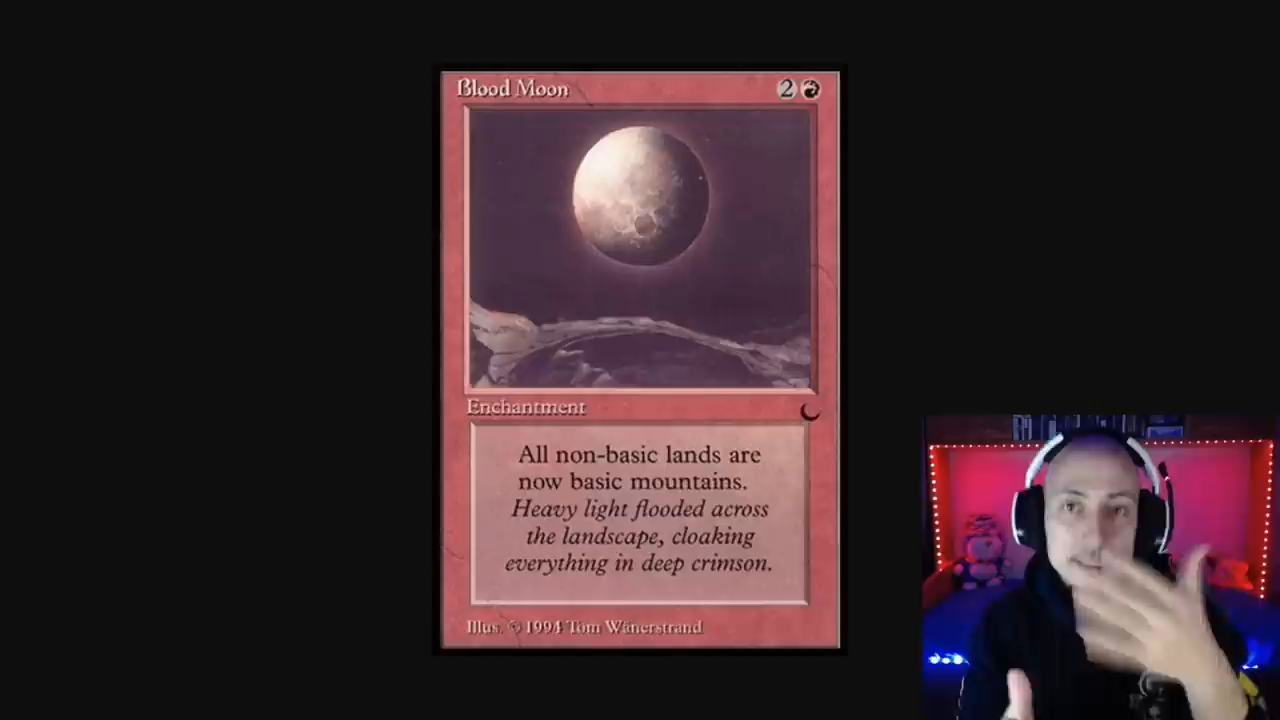 Blood Moon 2
Enchantment
All non-basic lands are
now basic mountains.
Heavy light flooded across
the landscape, cloaking
everything in deep crimson.
Illus. © 1994 Tom Wänerstrand